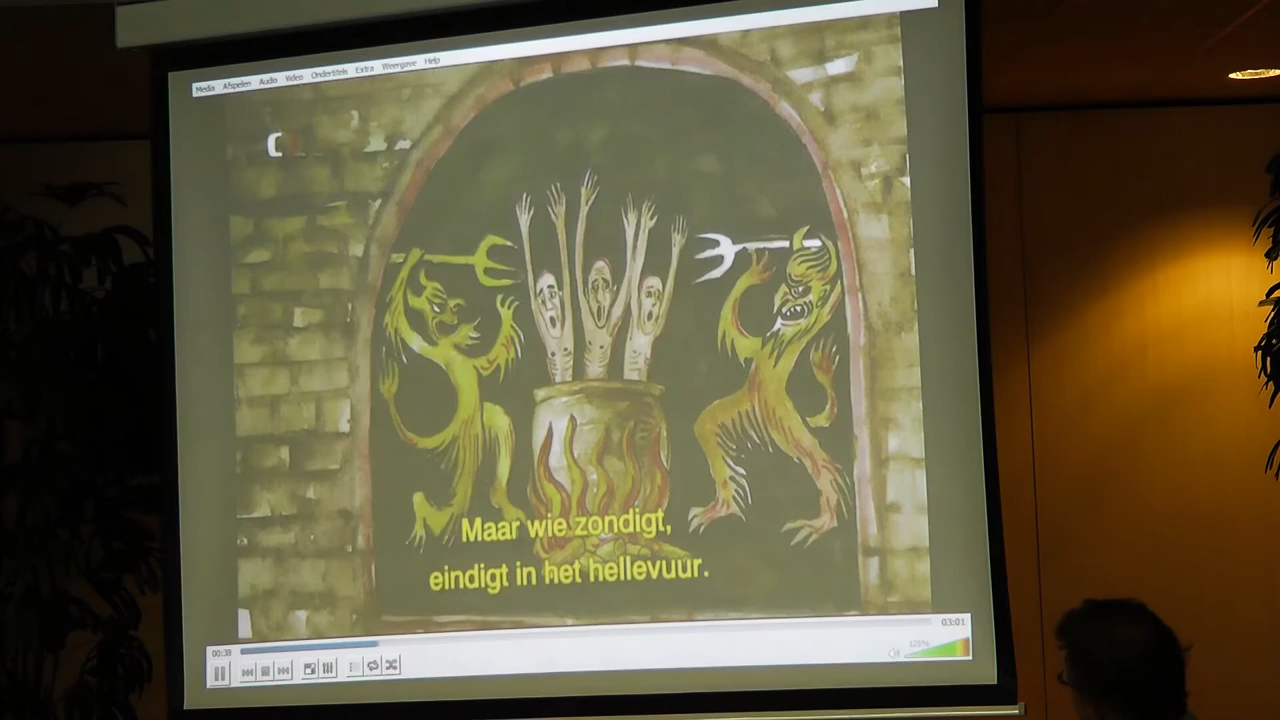 Media Afspelen Audio Video Ondertitels Extra Weergave Help
Maar wie zondigt,
eindigt in het hellevuur.
00:38
03:01
125%